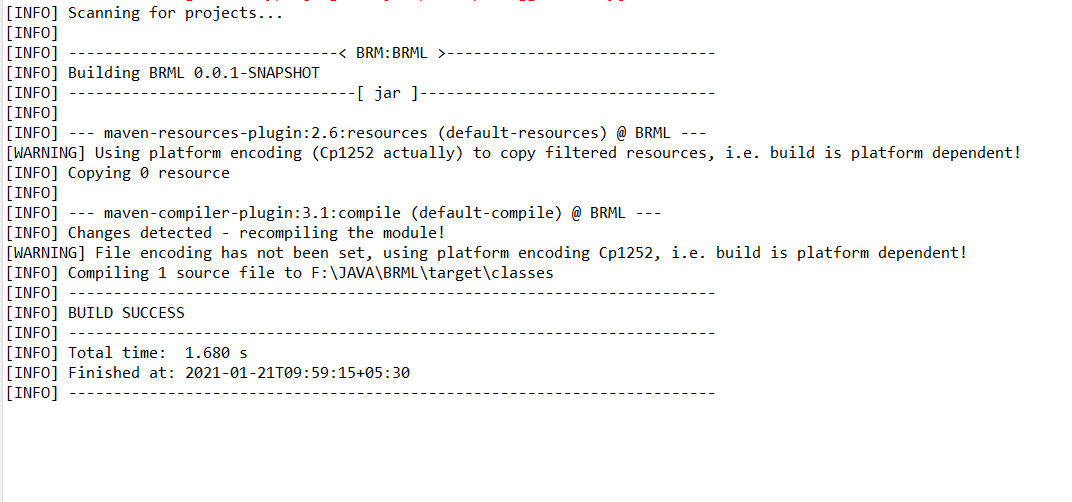 [INFO] Scanning for projects...
[INFO]
[INFO] ------------------------------< BRM:BRML >------------------------------
[INFO] Building BRML 0.0.1-SNAPSHOT
[INFO] --------------------------------[ jar ]---------------------------------
[INFO]
[INFO] --- maven-resources-plugin:2.6:resources (default-resources) @ BRML ---
[WARNING] Using platform encoding (Cp1252 actually) to copy filtered resources, i.e. build is platform dependent!
[INFO] Copying 0 resource
[INFO]
[INFO] --- maven-compiler-plugin:3.1:compile (default-compile) @ BRML ---
[INFO] Changes detected - recompiling the module!
[WARNING] File encoding has not been set, using platform encoding Cp1252, i.e. build is platform dependent!
[INFO] Compiling 1 source file to F:\JAVA\BRML\target\classes
[INFO] ------------------------------------------------------------------------
[INFO] BUILD SUCCESS
[INFO] ------------------------------------------------------------------------
[INFO] Total time:  1.680 s
[INFO] Finished at: 2021-01-21T09:59:15+05:30
[INFO] ------------------------------------------------------------------------